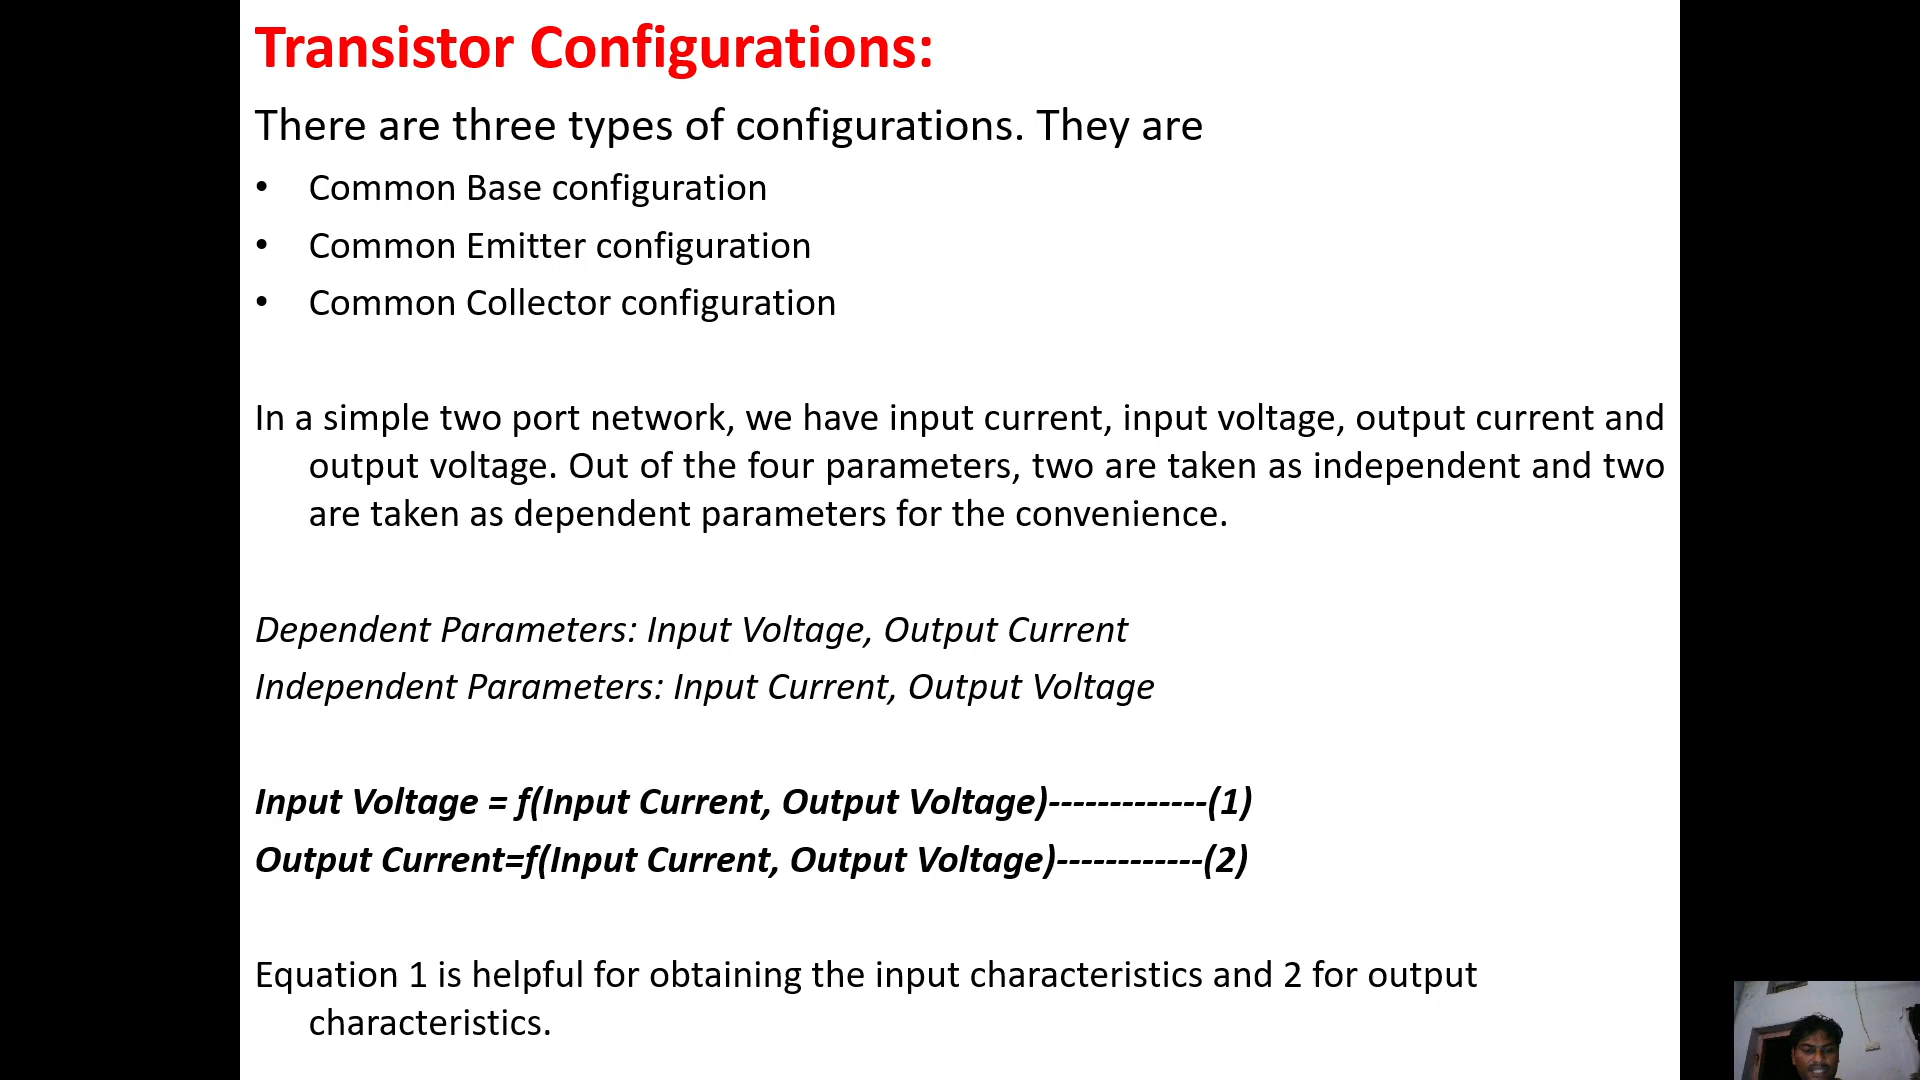 Transistor Configurations:
There are three types of configurations. They are
• Common Base configuration
• Common Emitter configuration
• Common Collector configuration
In a simple two port network, we have input current, input voltage, output current and
output voltage. Out of the four parameters, two are taken as independent and two
are taken as dependent parameters for the convenience.
Dependent Parameters: Input Voltage, Output Current
Independent Parameters: Input Current, Output Voltage
Input Voltage = f(Input Current, Output Voltage)-------------(1)
Output Current=f(Input Current, Output Voltage)------------(2)
Equation 1 is helpful for obtaining the input characteristics and 2 for output
characteristics.